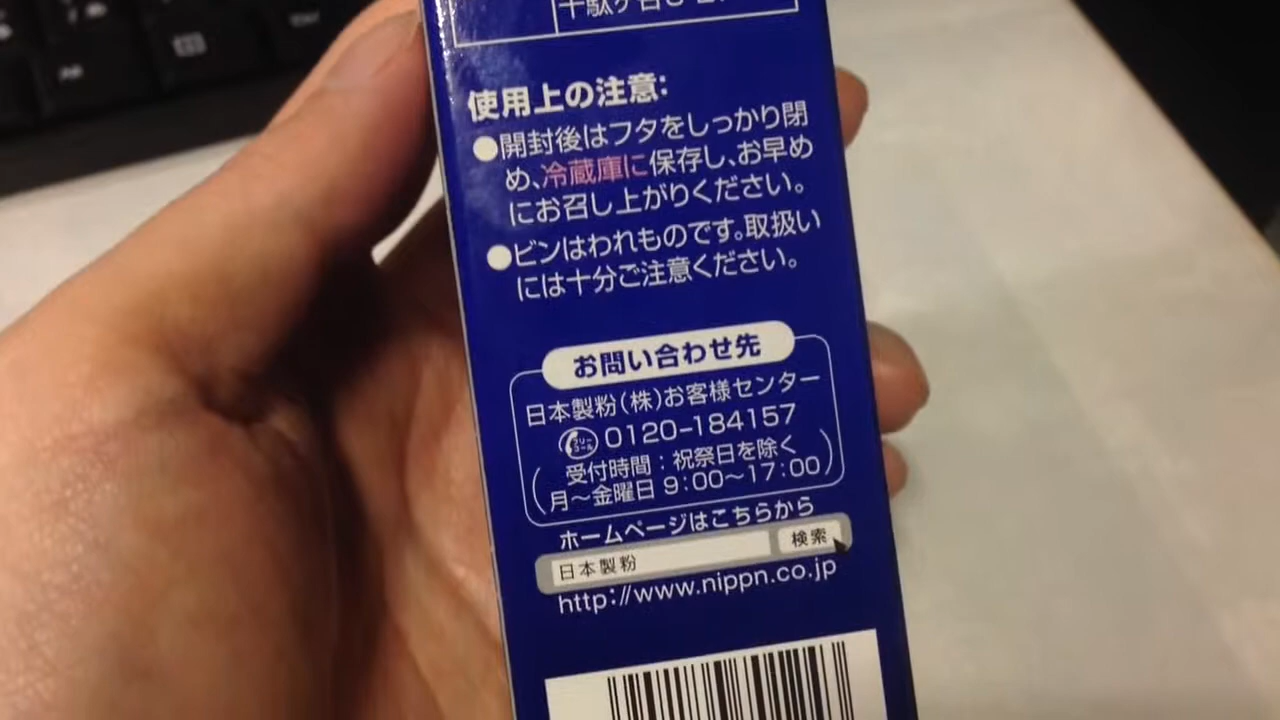 使用上の注意:
●開封後はフタをしっかり閉
め、冷蔵庫に保存し、お早め
にお召し上がりください。
●ビンはわれものです。取扱い
には十分ご注意ください。
お問い合わせ先
日本製粉(株)お客様センター
フリーコール 0120-184157
(受付時間:祝祭日を除く
月〜金曜日 9:00〜17:00)
ホームページはこちらから
日本製粉 検索
http://www.nippn.co.jp